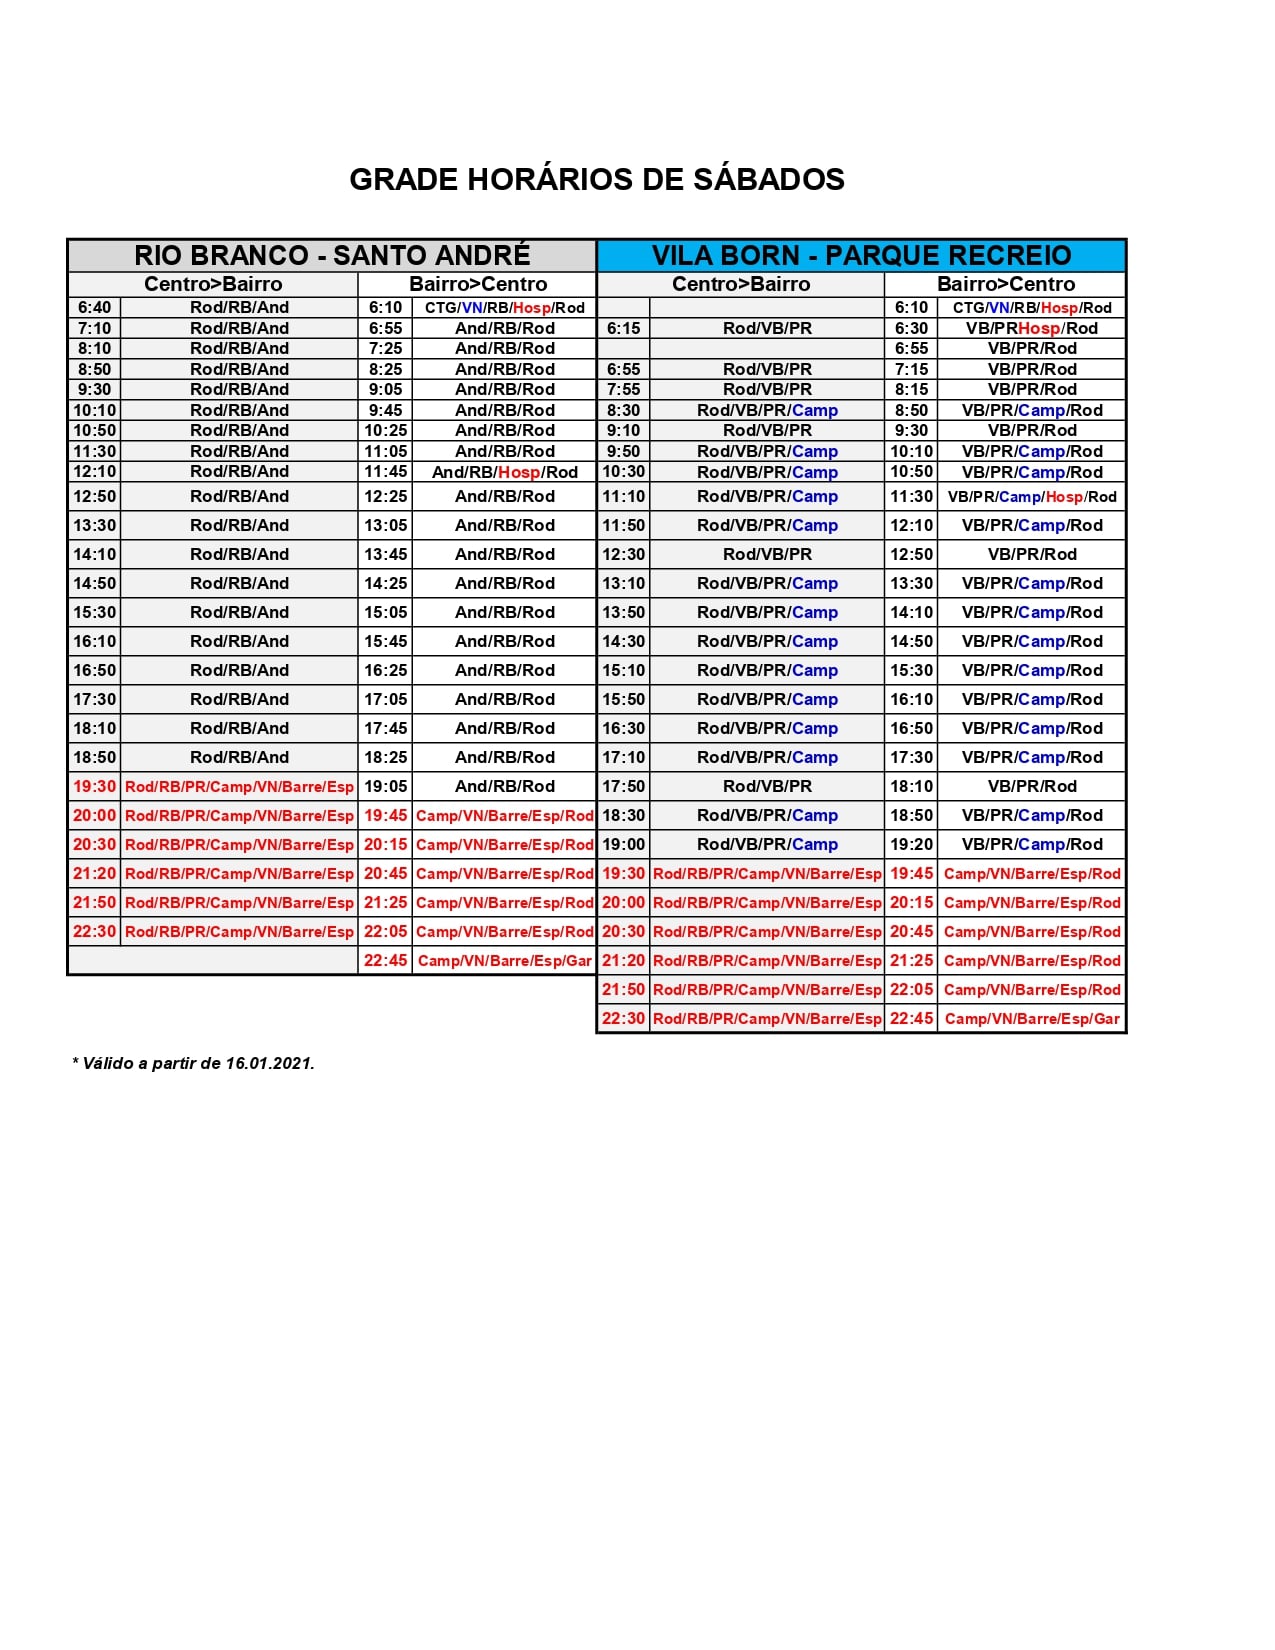 GRADE HORÁRIOS DE SÁBADOS
RIO BRANCO - SANTO ANDRÉ VILA BORN - PARQUE RECREIO
Centro>Bairro Bairro>Centro Centro>Bairro Bairro>Centro
6:40 Rod/RB/And 6:10 CTG/VN/RB/Hosp/Rod 6:10 CTG/VN/RB/Hosp/Rod
7:10 Rod/RB/And 6:55 And/RB/Rod 6:15 Rod/VB/PR 6:30 VB/PRHosp/Rod
8:10 Rod/RB/And 7:25 And/RB/Rod 6:55 VB/PR/Rod
8:50 Rod/RB/And 8:25 And/RB/Rod 6:55 Rod/VB/PR 7:15 VB/PR/Rod
9:30 Rod/RB/And 9:05 And/RB/Rod 7:55 Rod/VB/PR 8:15 VB/PR/Rod
10:10 Rod/RB/And 9:45 And/RB/Rod 8:30 Rod/VB/PR/Camp 8:50 VB/PR/Camp/Rod
10:50 Rod/RB/And 10:25 And/RB/Rod 9:10 Rod/VB/PR 9:30 VB/PR/Rod
11:30 Rod/RB/And 11:05 And/RB/Rod 9:50 Rod/VB/PR/Camp 10:10 VB/PR/Camp/Rod
12:10 Rod/RB/And 11:45 And/RB/Hosp/Rod 10:30 Rod/VB/PR/Camp 10:50 VB/PR/Camp/Rod
12:50 Rod/RB/And 12:25 And/RB/Rod 11:10 Rod/VB/PR/Camp 11:30 VB/PR/Camp/Hosp/Rod
13:30 Rod/RB/And 13:05 And/RB/Rod 11:50 Rod/VB/PR/Camp 12:10 VB/PR/Camp/Rod
14:10 Rod/RB/And 13:45 And/RB/Rod 12:30 Rod/VB/PR 12:50 VB/PR/Rod
14:50 Rod/RB/And 14:25 And/RB/Rod 13:10 Rod/VB/PR/Camp 13:30 VB/PR/Camp/Rod
15:30 Rod/RB/And 15:05 And/RB/Rod 13:50 Rod/VB/PR/Camp 14:10 VB/PR/Camp/Rod
16:10 Rod/RB/And 15:45 And/RB/Rod 14:30 Rod/VB/PR/Camp 14:50 VB/PR/Camp/Rod
16:50 Rod/RB/And 16:25 And/RB/Rod 15:10 Rod/VB/PR/Camp 15:30 VB/PR/Camp/Rod
17:30 Rod/RB/And 17:05 And/RB/Rod 15:50 Rod/VB/PR/Camp 16:10 VB/PR/Camp/Rod
18:10 Rod/RB/And 17:45 And/RB/Rod 16:30 Rod/VB/PR/Camp 16:50 VB/PR/Camp/Rod
18:50 Rod/RB/And 18:25 And/RB/Rod 17:10 Rod/VB/PR/Camp 17:30 VB/PR/Camp/Rod
19:30 Rod/RB/PR/Camp/VN/Barre/Esp 19:05 And/RB/Rod 17:50 Rod/VB/PR 18:10 VB/PR/Rod
20:00 Rod/RB/PR/Camp/VN/Barre/Esp 19:45 Camp/VN/Barre/Esp/Rod 18:30 Rod/VB/PR/Camp 18:50 VB/PR/Camp/Rod
20:30 Rod/RB/PR/Camp/VN/Barre/Esp 20:15 Camp/VN/Barre/Esp/Rod 19:00 Rod/VB/PR/Camp 19:20 VB/PR/Camp/Rod
21:20 Rod/RB/PR/Camp/VN/Barre/Esp 20:45 Camp/VN/Barre/Esp/Rod 19:30 Rod/RB/PR/Camp/VN/Barre/Esp 19:45 Camp/VN/Barre/Esp/Rod
21:50 Rod/RB/PR/Camp/VN/Barre/Esp 21:25 Camp/VN/Barre/Esp/Rod 20:00 Rod/RB/PR/Camp/VN/Barre/Esp 20:15 Camp/VN/Barre/Esp/Rod
22:30 Rod/RB/PR/Camp/VN/Barre/Esp 22:05 Camp/VN/Barre/Esp/Rod 20:30 Rod/RB/PR/Camp/VN/Barre/Esp 20:45 Camp/VN/Barre/Esp/Rod
22:45 Camp/VN/Barre/Esp/Gar 21:20 Rod/RB/PR/Camp/VN/Barre/Esp 21:25 Camp/VN/Barre/Esp/Rod
21:50 Rod/RB/PR/Camp/VN/Barre/Esp 22:05 Camp/VN/Barre/Esp/Rod
22:30 Rod/RB/PR/Camp/VN/Barre/Esp 22:45 Camp/VN/Barre/Esp/Gar
* Válido a partir de 16.01.2021.